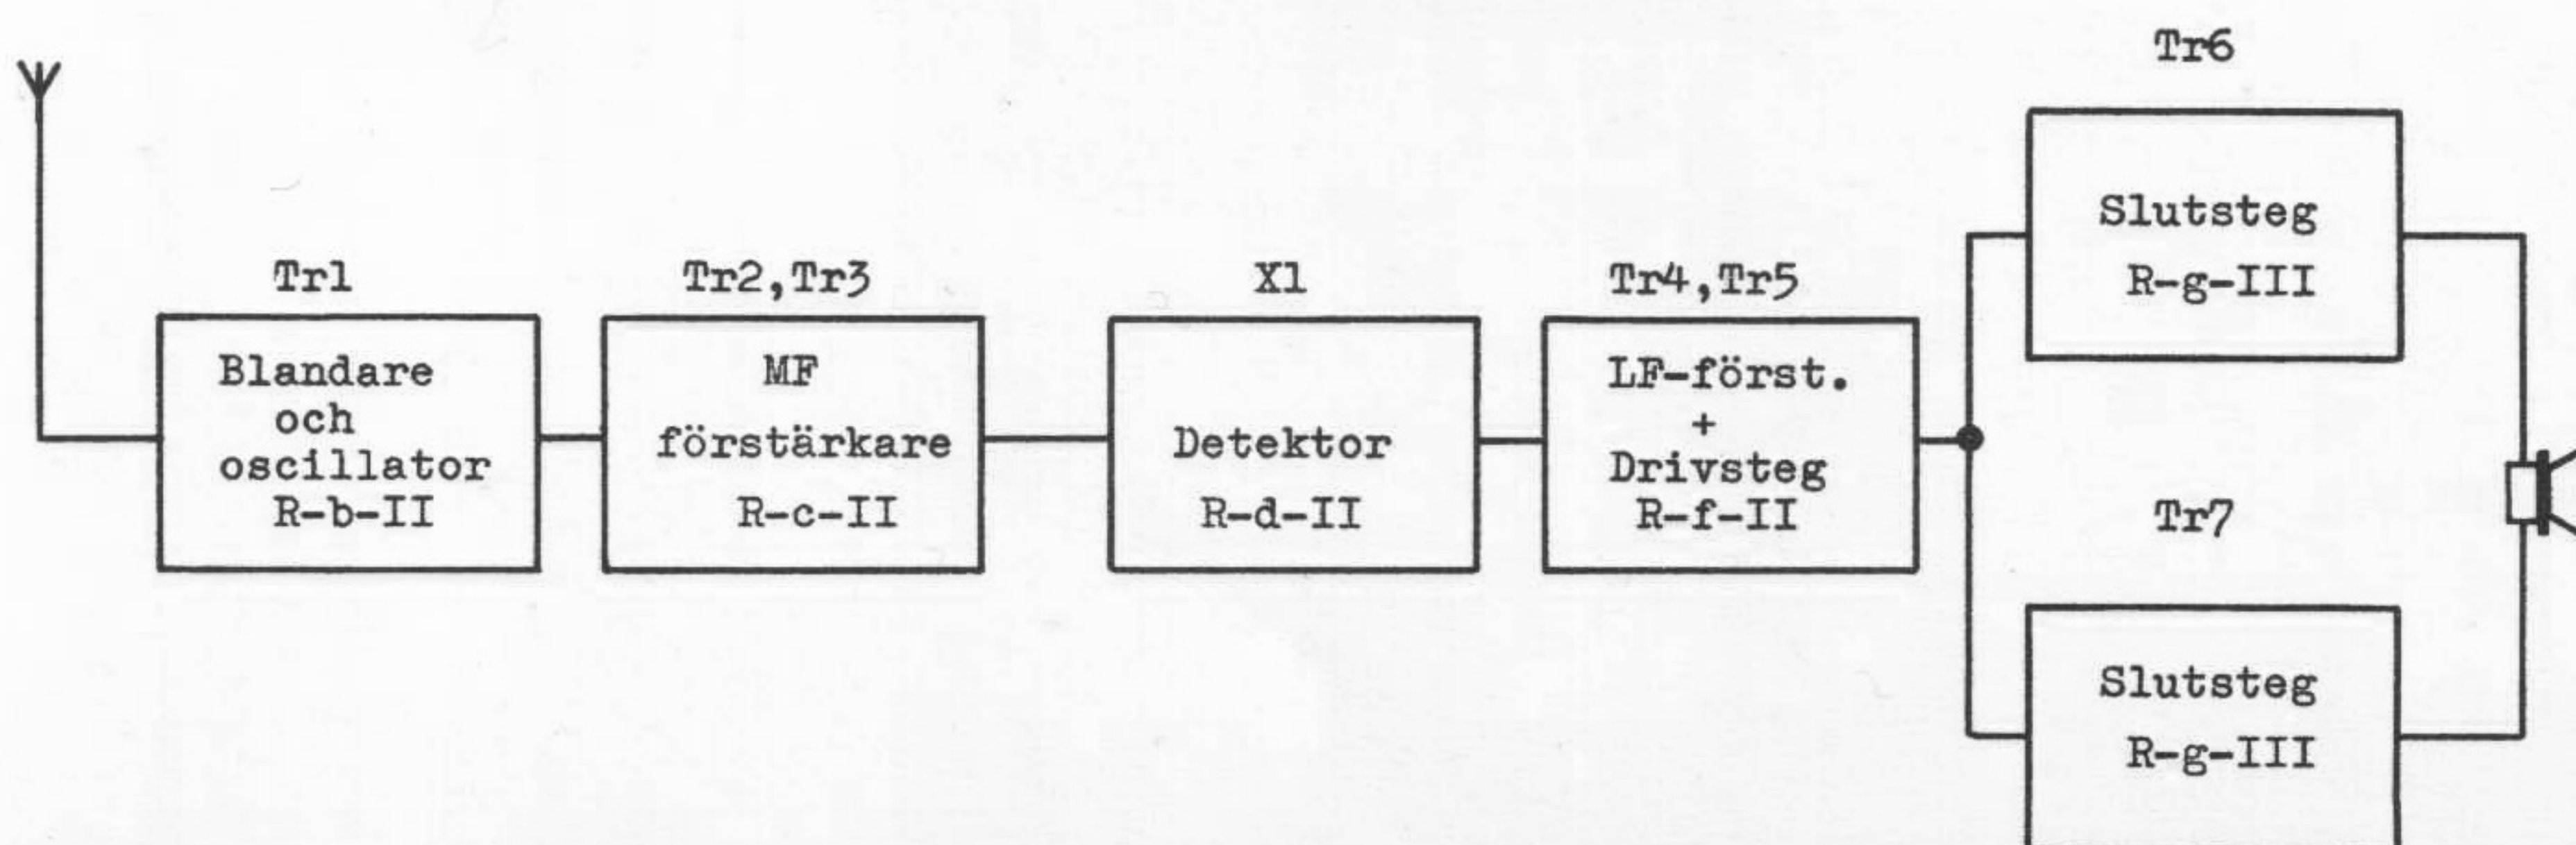 Tr1
Blandare
och
oscillator
R-b-II
Tr2,Tr3
MF
förstärkare
R-c-II
X1
Detektor
R-d-II
Tr4,Tr5
LF-först.
+
Drivsteg
R-f-II
Tr6
Slutsteg
R-g-III
Tr7
Slutsteg
R-g-III